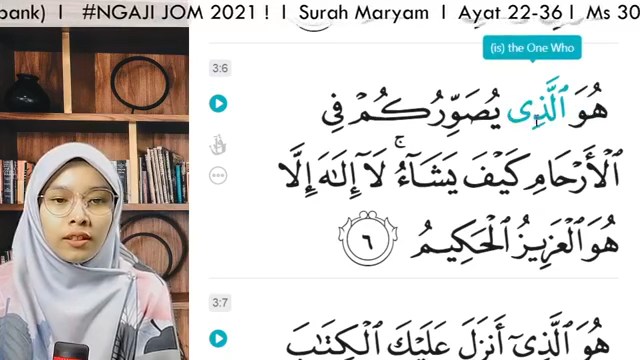 bank) I #NGAJI JOM 2021 ! I Surah Maryam I Ayat 22-36 I Ms 30
(is) the One Who
3:6
هُوَ ٱلَّذِى يُصَوِّرُكُمْ فِى
ٱلْأَرْحَامِ كَيْفَ يَشَآءُ ۚ لَآ إِلَـٰهَ إِلَّا
هُوَ ٱلْعَزِيزُ ٱلْحَكِيمُ ٦
3:7
هُوَ ٱلَّذِىٓ أَنزَلَ عَلَيْكَ ٱلْكِتَـٰبَ